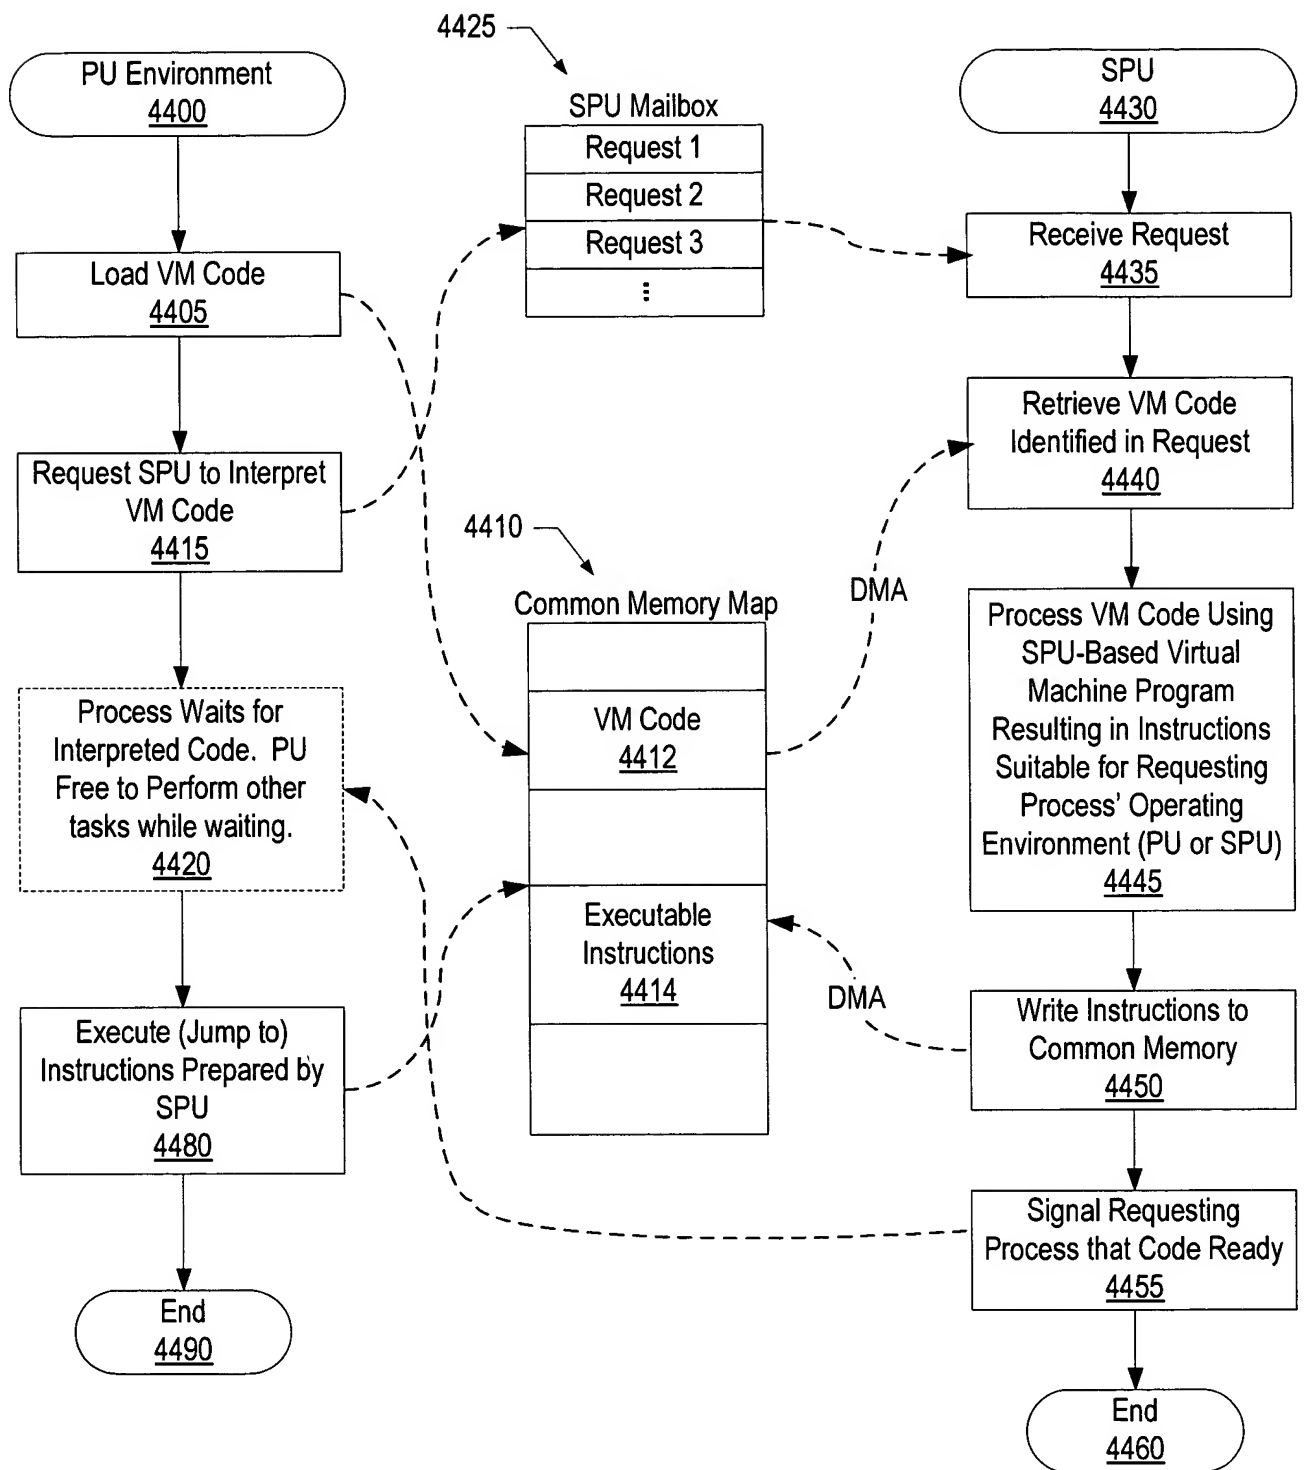 PU Environment
4400
Load VM Code
4405
Request SPU to Interpret
VM Code
4415
Process Waits for
Interpreted Code. PU
Free to Perform other
tasks while waiting.
4420
Execute (Jump to)
Instructions Prepared by
SPU
4480
End
4490
4425
SPU Mailbox
Request 1
Request 2
Request 3
⋮
4410
Common Memory Map
VM Code
4412
Executable
Instructions
4414
DMA
DMA
SPU
4430
Receive Request
4435
Retrieve VM Code
Identified in Request
4440
Process VM Code Using
SPU-Based Virtual
Machine Program
Resulting in Instructions
Suitable for Requesting
Process' Operating
Environment (PU or SPU)
4445
Write Instructions to
Common Memory
4450
Signal Requesting
Process that Code Ready
4455
End
4460